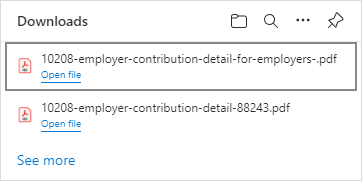 Downloads
10208-employer-contribution-detail-for-employers-.pdf
Open file
10208-employer-contribution-detail-88243.pdf
Open file
See more